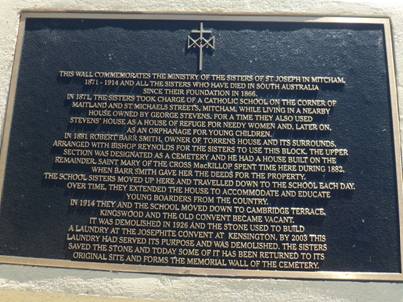 THIS WALL COMMEMORATES THE MINISTRY OF THE SISTERS OF ST JOSEPH IN MITCHAM,
1871 - 1914 AND ALL THE SISTERS WHO HAVE DIED IN SOUTH AUSTRALIA
SINCE THEIR FOUNDATION IN 1866.
IN 1871, THE SISTERS TOOK CHARGE OF A CATHOLIC SCHOOL ON THE CORNER OF
MAITLAND AND ST MICHAELS STREETS, MITCHAM, WHILE LIVING IN A NEARBY
HOUSE OWNED BY GEORGE STEVENS. FOR A TIME THEY ALSO USED
STEVENS' HOUSE AS A HOUSE OF REFUGE FOR NEEDY WOMEN AND, LATER ON,
AS AN ORPHANAGE FOR YOUNG CHILDREN.
IN 1881 ROBERT BARR SMITH, OWNER OF TORRENS HOUSE AND ITS SURROUNDS,
ARRANGED WITH BISHOP REYNOLDS FOR THE SISTERS TO USE THIS BLOCK. THE UPPER
SECTION WAS DESIGNATED AS A CEMETERY AND HE HAD A HOUSE BUILT ON THE
REMAINDER. SAINT MARY OF THE CROSS MacKILLOP SPENT TIME HERE DURING 1882,
WHEN BARR SMITH GAVE HER THE DEEDS FOR THE PROPERTY.
THE SCHOOL SISTERS MOVED UP HERE AND TRAVELLED DOWN TO THE SCHOOL EACH DAY.
OVER TIME, THEY EXTENDED THE HOUSE TO ACCOMMODATE AND EDUCATE
YOUNG BOARDERS FROM THE COUNTRY.
IN 1914 THEY AND THE SCHOOL MOVED DOWN TO CAMBRIDGE TERRACE,
KINGSWOOD AND THE OLD CONVENT BECAME VACANT.
IT WAS DEMOLISHED IN 1926 AND THE STONE USED TO BUILD
A LAUNDRY AT THE JOSEPHITE CONVENT AT KENSINGTON. BY 2003 THIS
LAUNDRY HAD SERVED ITS PURPOSE AND WAS DEMOLISHED. THE SISTERS
SAVED THE STONE AND TODAY SOME OF IT HAS BEEN RETURNED TO ITS
ORIGINAL SITE AND FORMS THE MEMORIAL WALL OF THE CEMETERY.